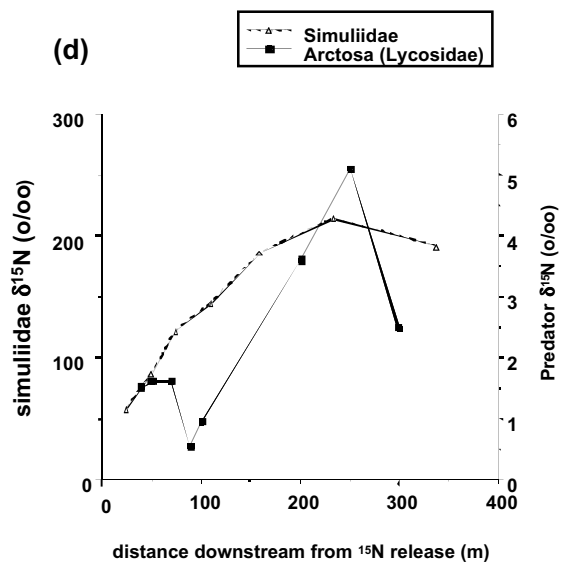 (d)
Simuliidae
Arctosa (Lycosidae)
300
200
100
0
simuliidae δ¹⁵N (o/oo)
6
5
4
3
2
1
0
Predator δ¹⁵N (o/oo)
0 100 200 300 400
distance downstream from ¹⁵N release (m)